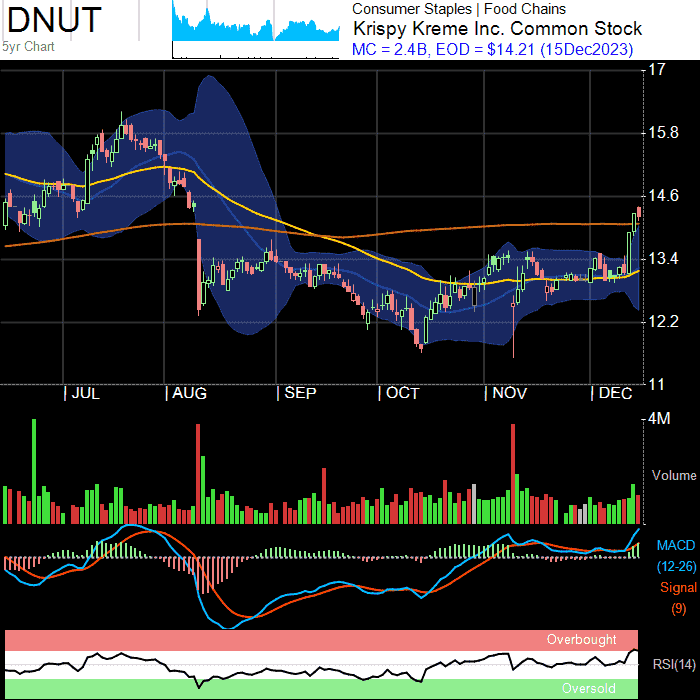 DNUT
5yr Chart
Consumer Staples | Food Chains
Krispy Kreme Inc. Common Stock
MC = 2.4B, EOD = $14.21 (15Dec2023)
17
15.8
14.6
13.4
12.2
11
| JUL | AUG | SEP | OCT | NOV | DEC
4M
Volume
MACD
(12-26)
Signal
(9)
Overbought
RSI(14)
Oversold